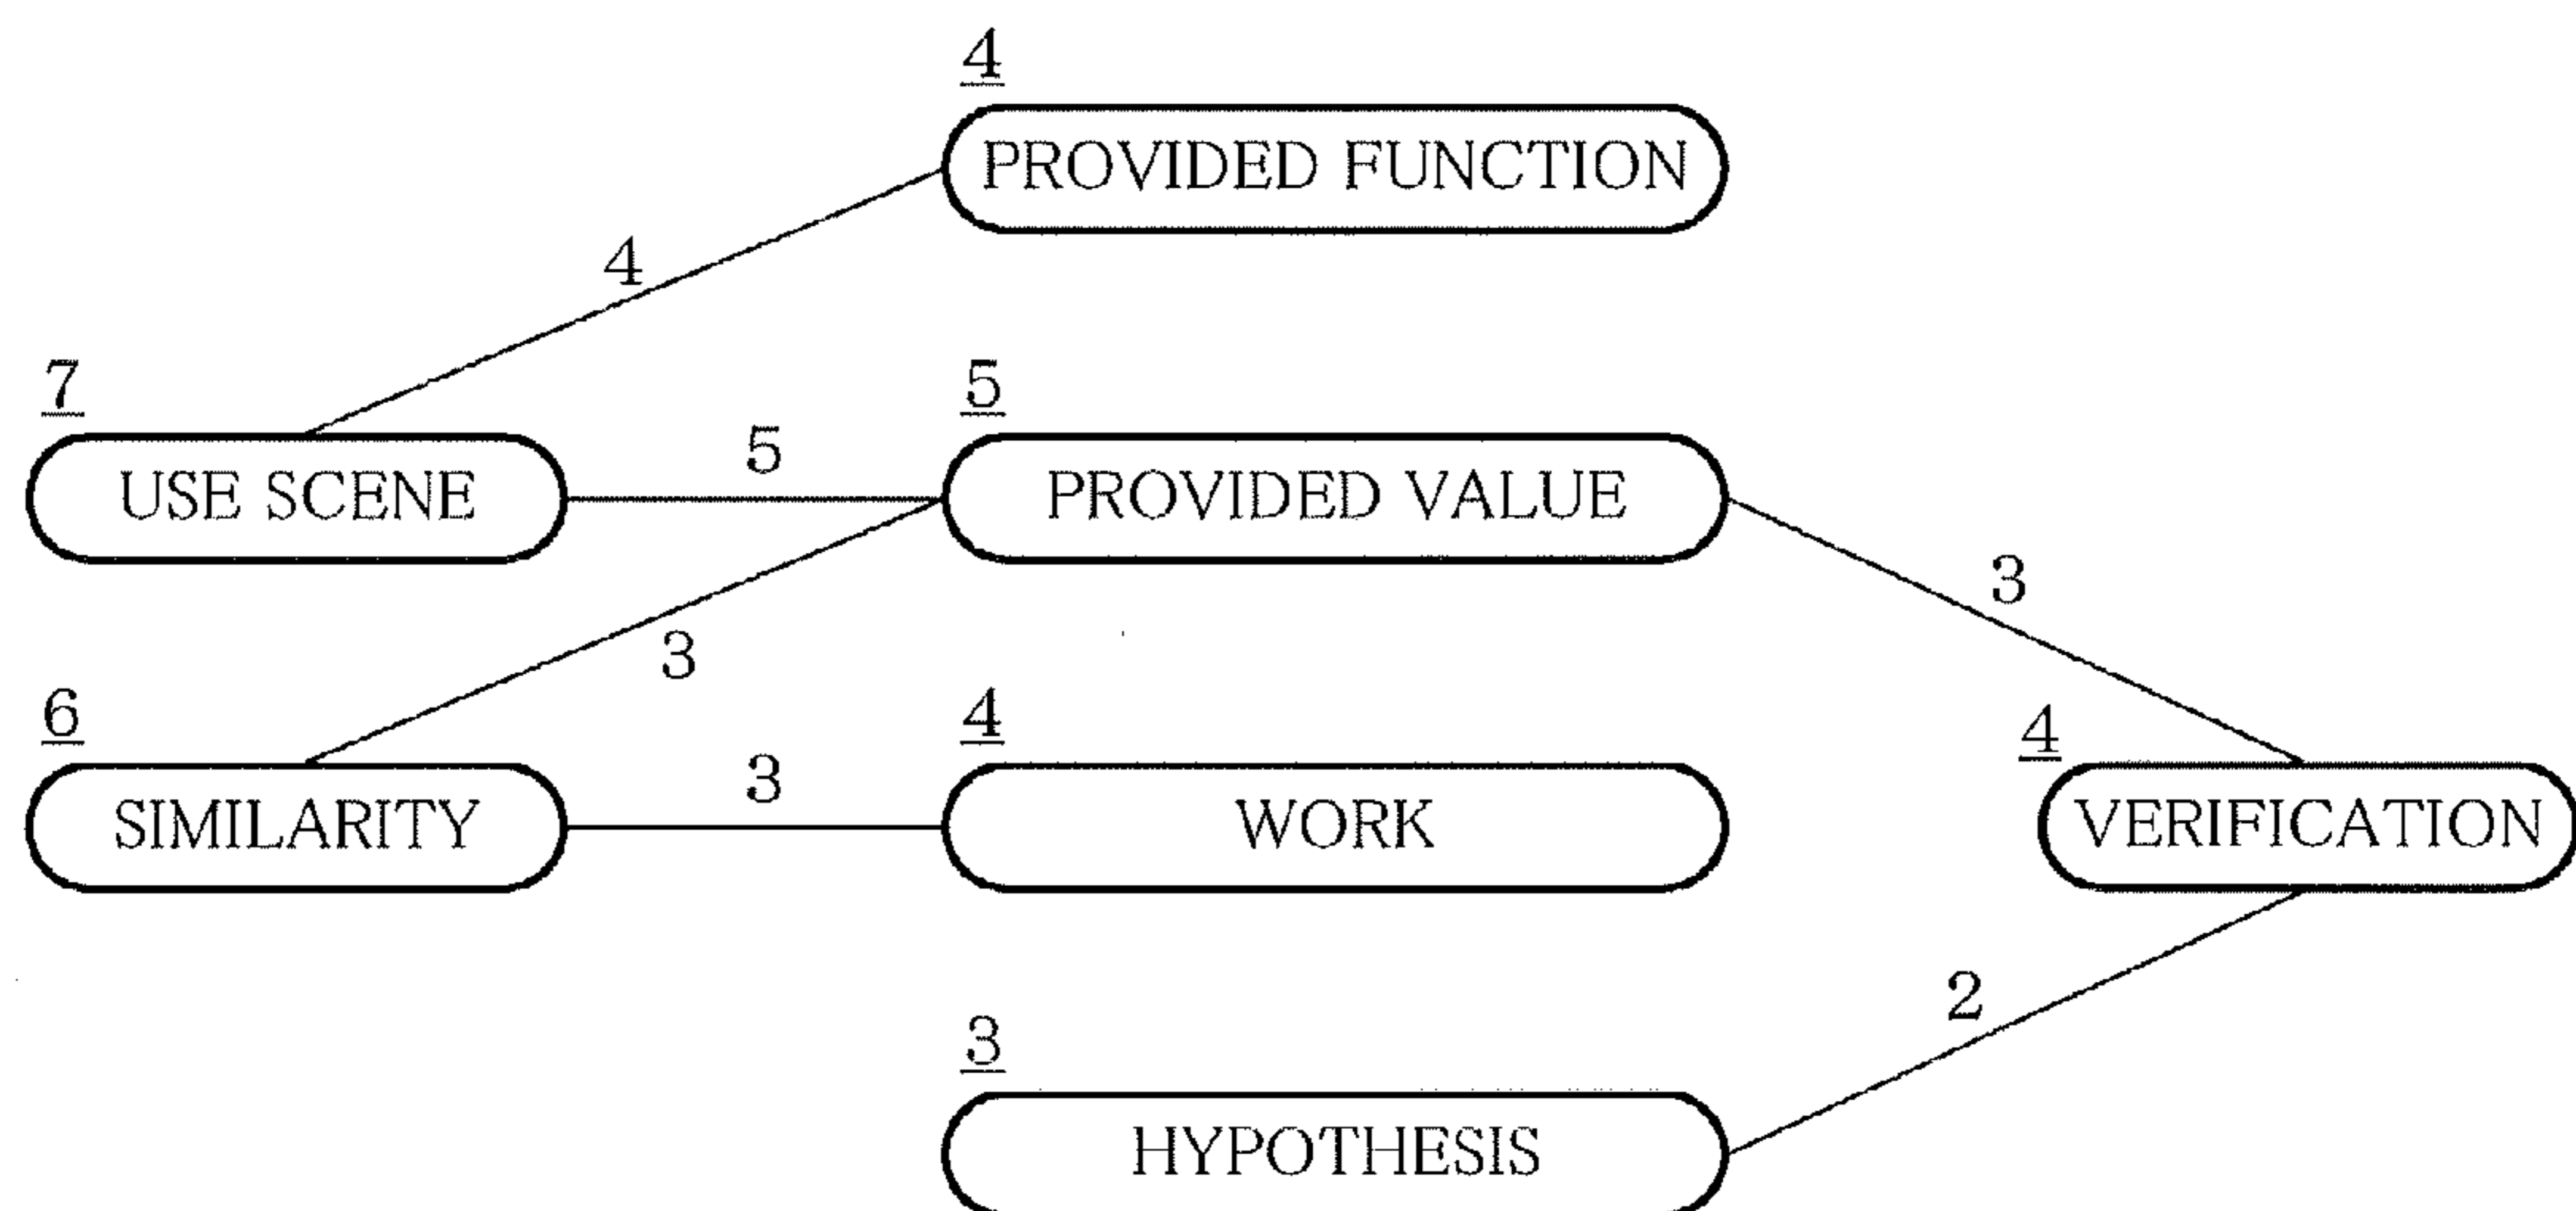 4
PROVIDED FUNCTION
4
7
5
5
USE SCENE
PROVIDED VALUE
3
3
6
4
4
3
SIMILARITY
WORK
VERIFICATION
2
3
HYPOTHESIS